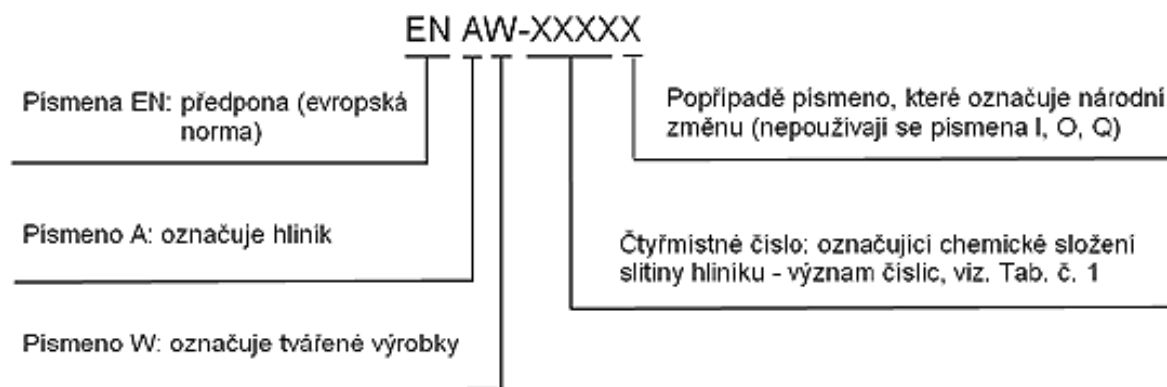 EN AW-XXXXX
Písmena EN: předpona (evropská
norma)
Popřípadě písmeno, které označuje národní
změnu (nepoužívají se písmena I, O, Q)
Písmeno A: označuje hliník
Čtyřmístné číslo: označující chemické složení
slitiny hliníku - význam číslic, viz. Tab. č. 1
Písmeno W: označuje tvářené výrobky